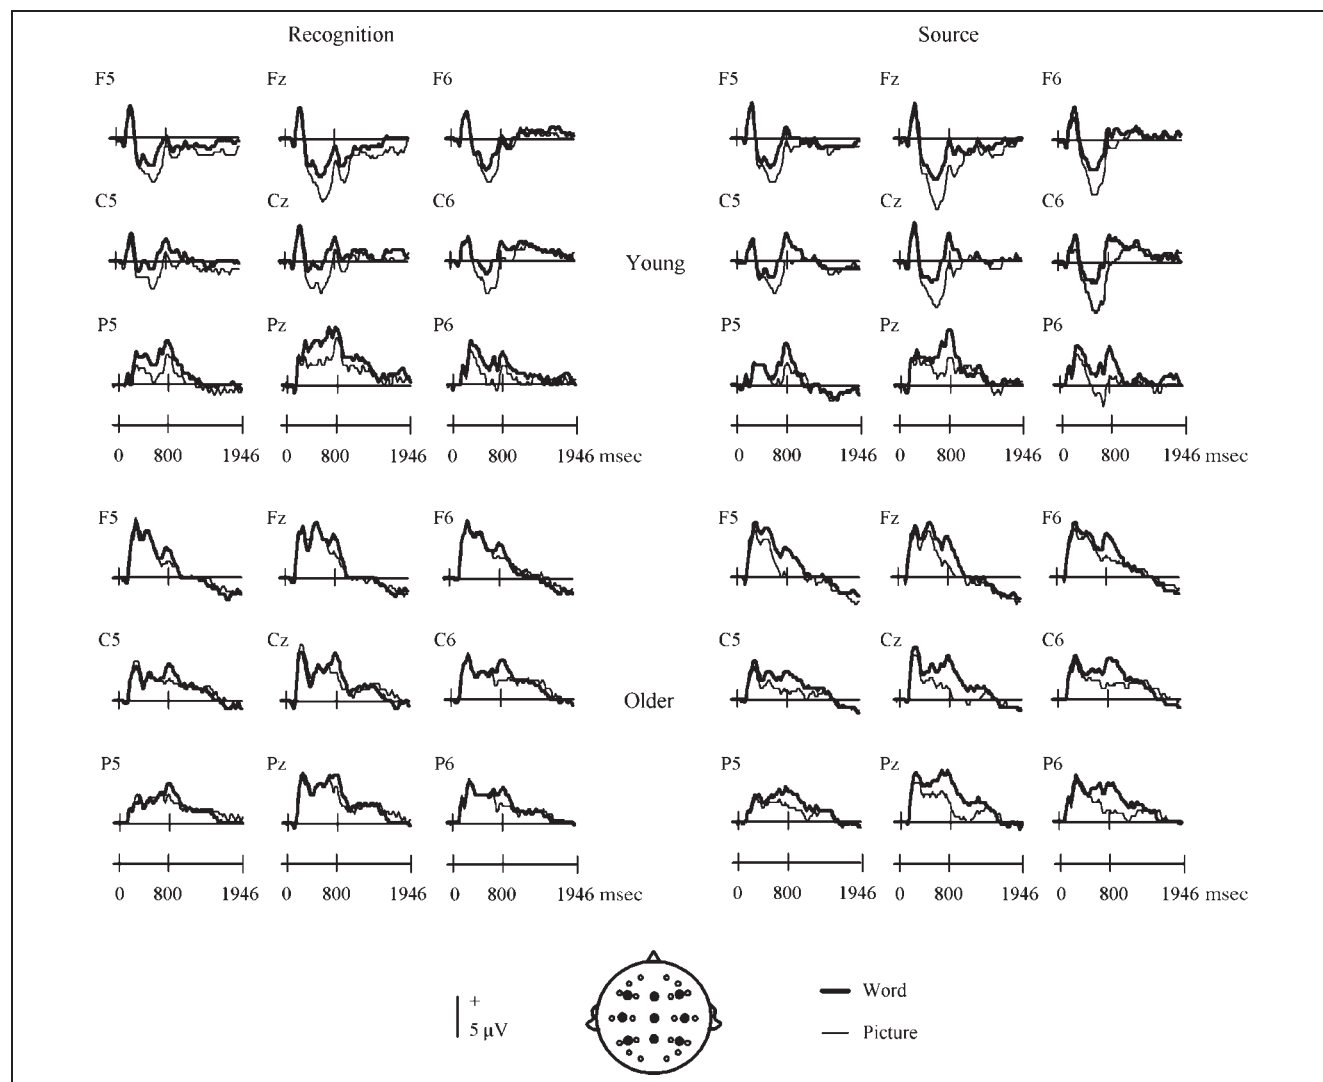 Recognition Source
F5 Fz F6 F5 Fz F6
C5 Cz C6 Young C5 Cz C6
P5 Pz P6 P5 Pz P6
0 800 1946 0 800 1946 0 800 1946 msec 0 800 1946 0 800 1946 0 800 1946 msec
F5 Fz F6 F5 Fz F6
C5 Cz C6 Older C5 Cz C6
P5 Pz P6 P5 Pz P6
0 800 1946 0 800 1946 0 800 1946 msec 0 800 1946 0 800 1946 0 800 1946 msec
+
5 µV
Word
Picture